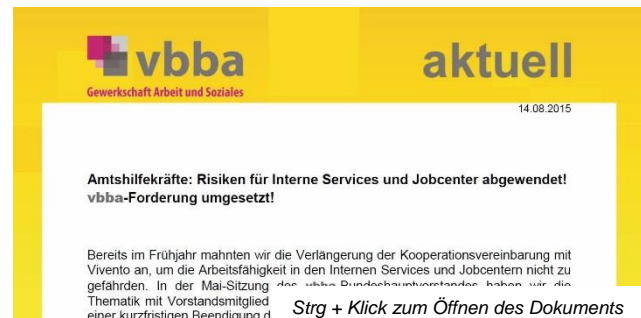 vbba
aktuell
Gewerkschaft Arbeit und Soziales
14.08.2015
Amtshilfekräfte: Risiken für Interne Services und Jobcenter abgewendet!
vbba-Forderung umgesetzt!
Bereits im Frühjahr mahnten wir die Verlängerung der Kooperationsvereinbarung mit
Vivento an, um die Arbeitsfähigkeit in den Internen Services und Jobcentern nicht zu
gefährden. In der Mai-Sitzung des vbba-Bundeshauptvorstandes haben wir die
Thematik mit Vorstandsmitglied
einer kurzfristigen Beendigung d
Strg + Klick zum Öffnen des Dokuments